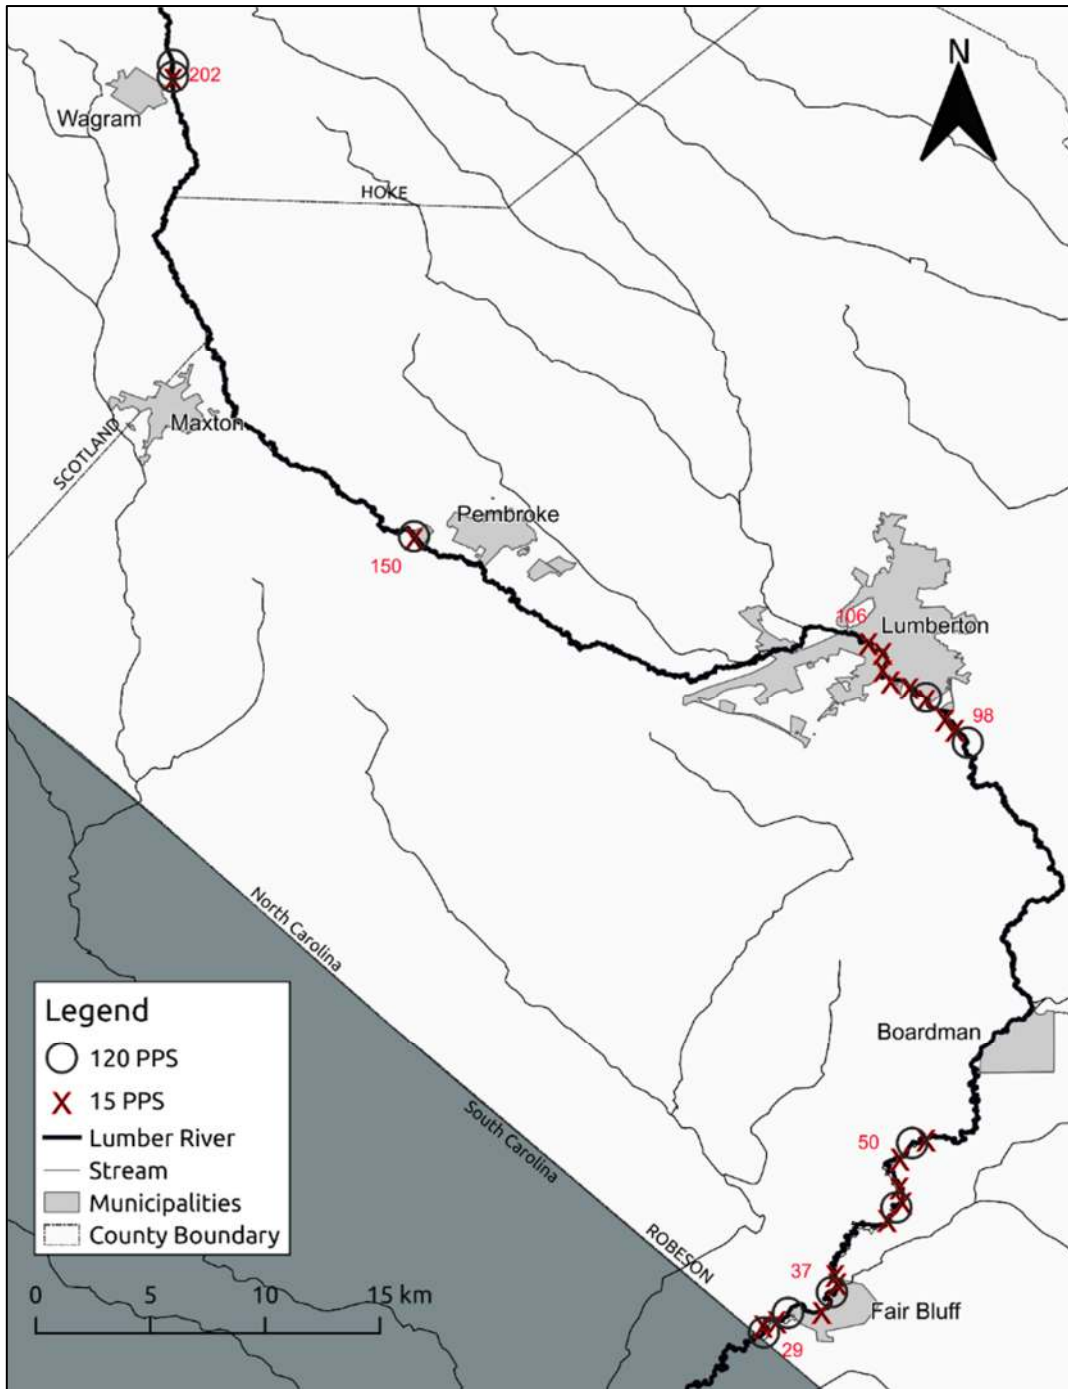 N
202
Wagram
HOKE
SCOTLAND
Maxton
Pembroke
150
106
Lumberton
98
North Carolina
South Carolina
Boardman
50
ROBESON
37
Fair Bluff
29
Legend
120 PPS
15 PPS
Lumber River
Stream
Municipalities
County Boundary
0 5 10 15 km